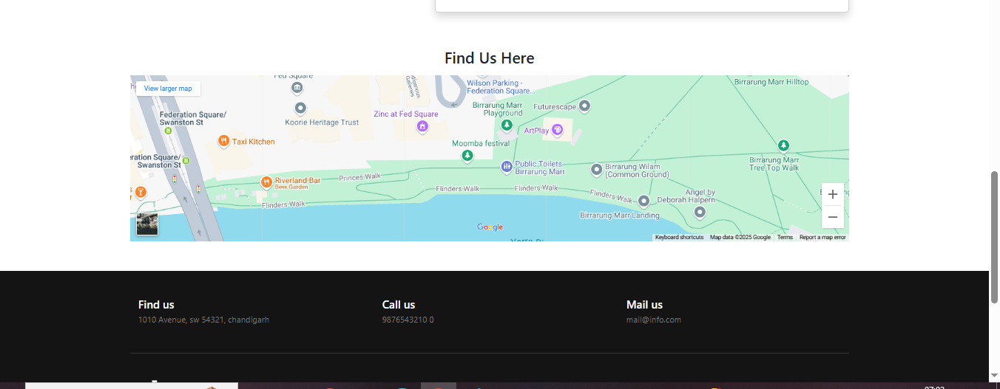 Find Us Here
View larger map
Fed Square
Wilson Parking -
Federation Square...
Birrarung Marr Hilltop
Federation Square/
Swanston St
Koorie Heritage Trust
Zinc at Fed Square
Birrarung Marr
Playground
Futurescape
ArtPlay
Taxi Kitchen
Moomba festival
Swanston St
Public Toilets
Birrarung Marr
Birrarung Wilam
(Common Ground)
Birrarung Marr
Tree Top Walk
Riverland Bar
Beer Garden
Princes Walk
Flinders Walk
Flinders Walk
Flinders Walk
Flinders Walk
Angel by
Deborah Halpern
Birrarung Marr Landing
Google
Keyboard shortcuts Map data ©2025 Google Terms Report a map error
Find us
1010 Avenue, sw 54321, chandigarh
Call us
9876543210 0
Mail us
mail@info.com